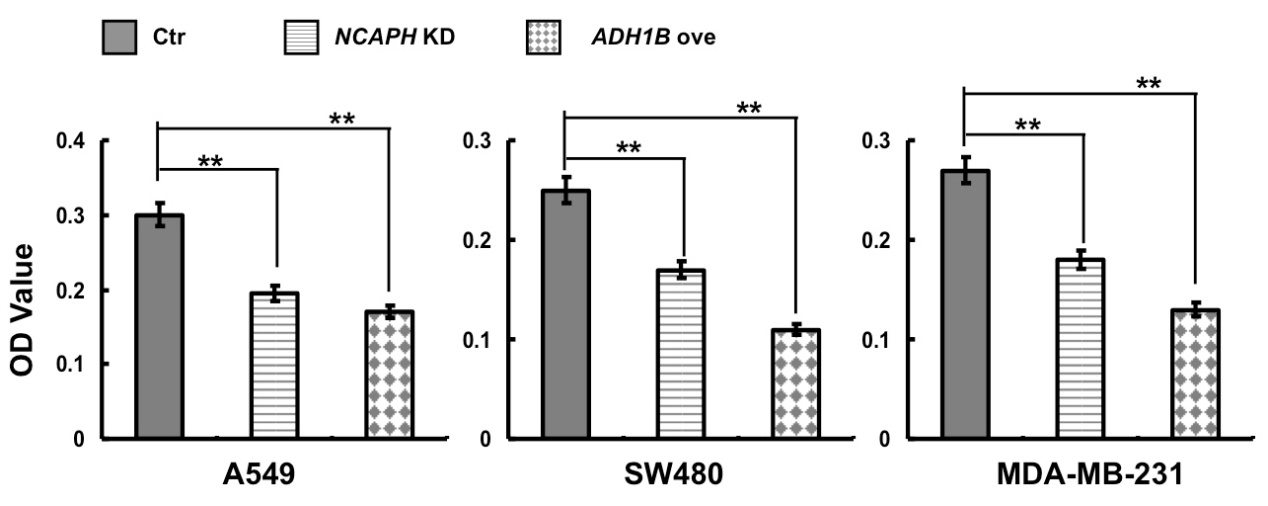 Ctr NCAPH KD ADH1B ove
** ** ** ** ** **
OD Value
0.4 0.3 0.2 0.1 0
0.3 0.2 0.1 0
0.3 0.2 0.1 0
A549 SW480 MDA-MB-231